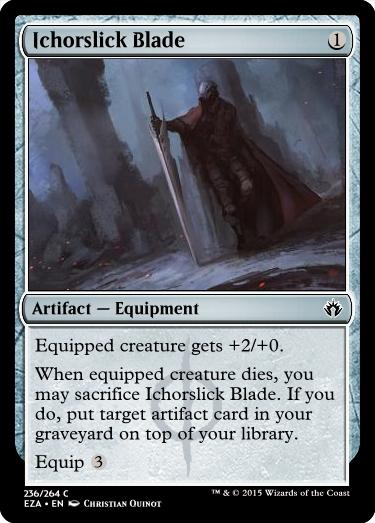 Ichorslick Blade 1
Artifact — Equipment
Equipped creature gets +2/+0.
When equipped creature dies, you
may sacrifice Ichorslick Blade. If you
do, put target artifact card in your
graveyard on top of your library.
Equip 3
236/264 C
EZA • EN Christian Quinot
™ & © 2015 Wizards of the Coast